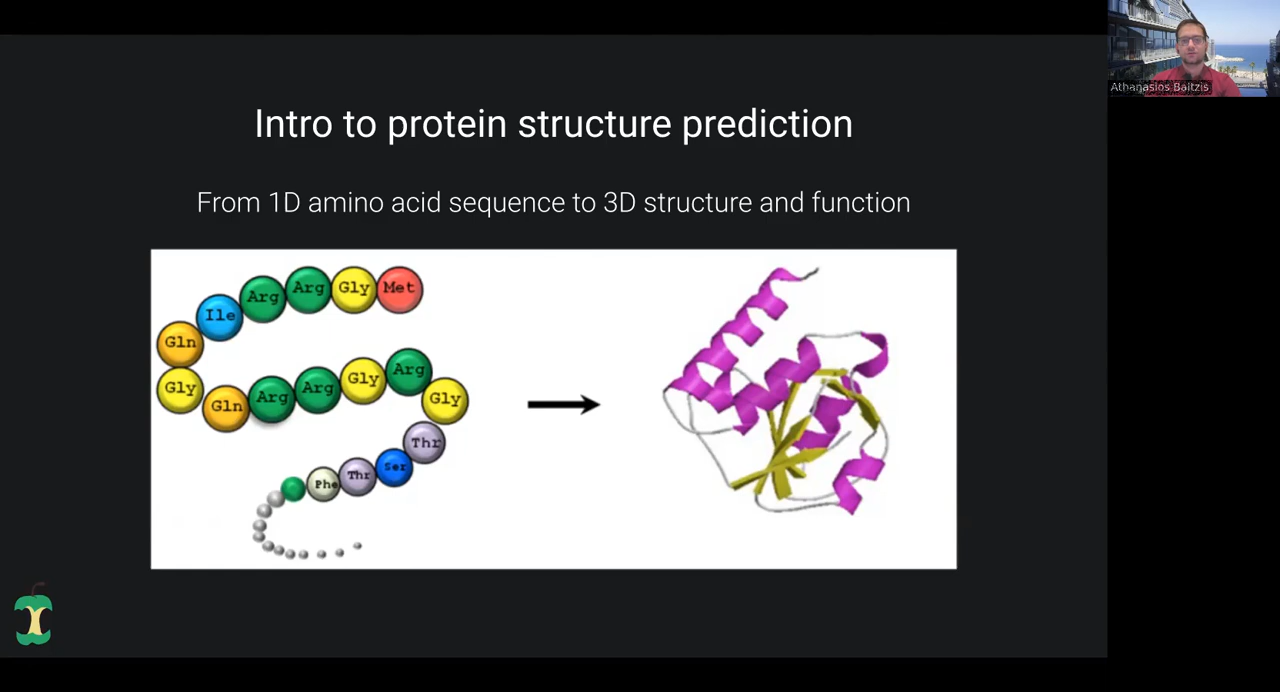 Athanasios Baltzis
Intro to protein structure prediction
From 1D amino acid sequence to 3D structure and function
Ile Arg Arg Gly Met
Gln
Gly Gln Arg Arg Gly Arg Gly
Thr
Phe Thr Ser